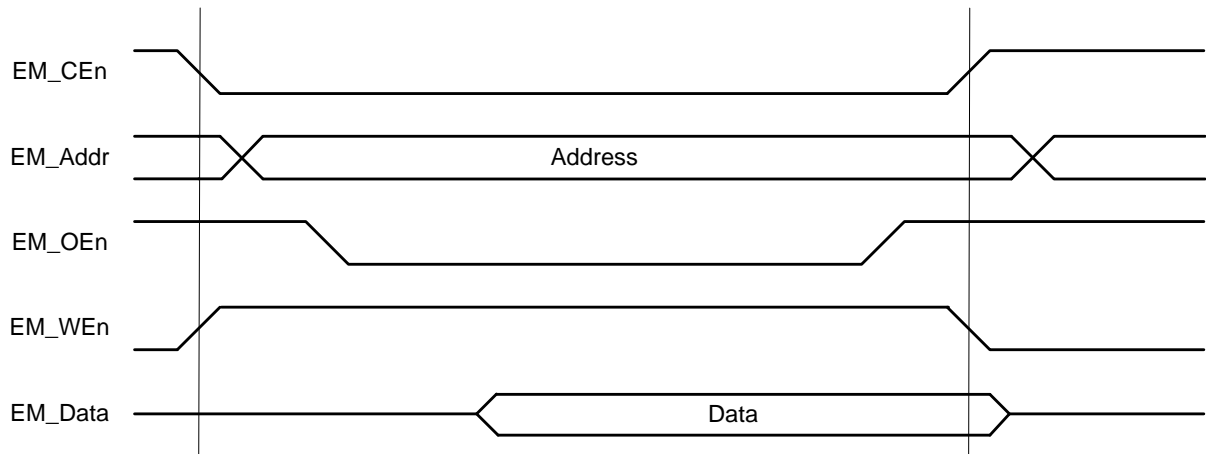 EM_CEn
EM_Addr
Address
EM_OEn
EM_WEn
EM_Data
Data